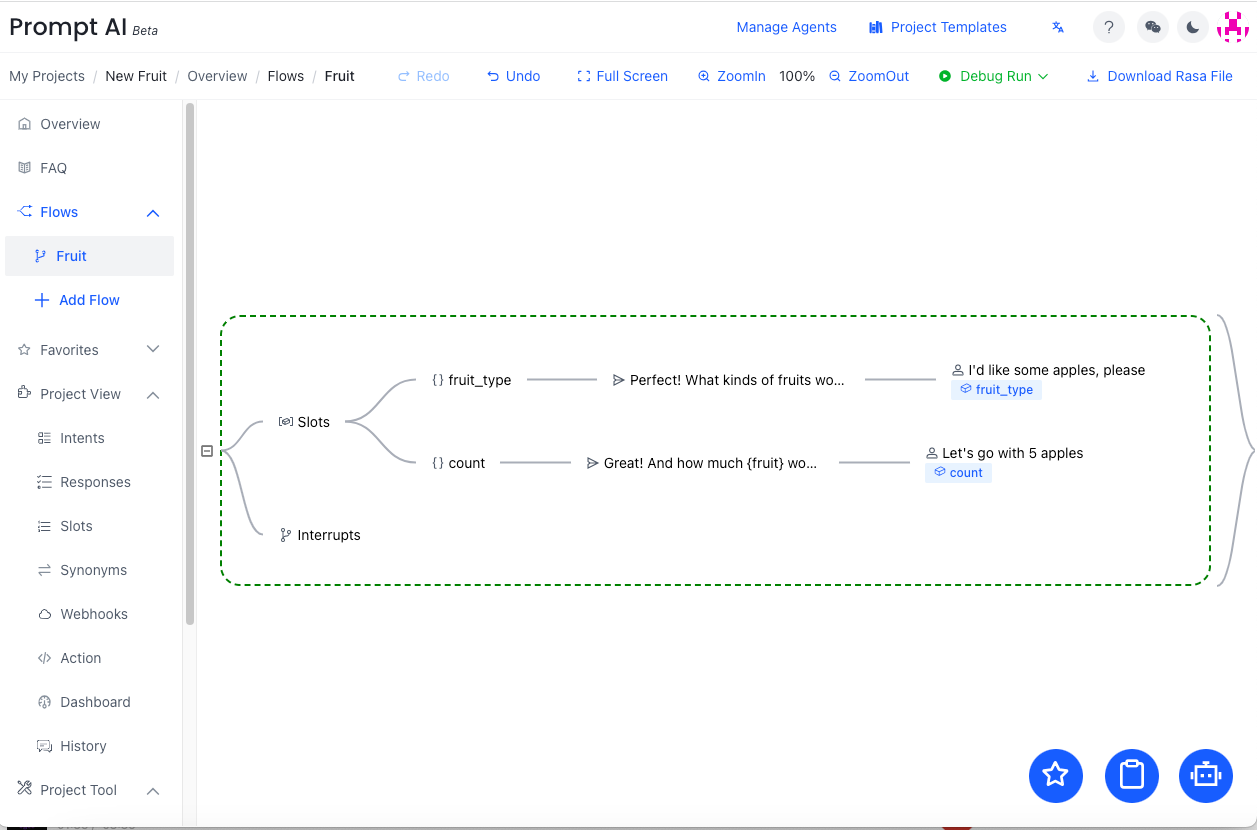 Prompt AI Beta
Manage Agents
Project Templates
?
My Projects / New Fruit / Overview / Flows / Fruit
Redo
Undo
Full Screen
ZoomIn
100%
ZoomOut
Debug Run
Download Rasa File
Overview
FAQ
Flows
Fruit
Add Flow
Favorites
Project View
Intents
Responses
Slots
Synonyms
Webhooks
Action
Dashboard
History
Project Tool
Slots
{} fruit_type
Perfect! What kinds of fruits wo...
I'd like some apples, please
fruit_type
{} count
Great! And how much {fruit} wo...
Let's go with 5 apples
count
Interrupts